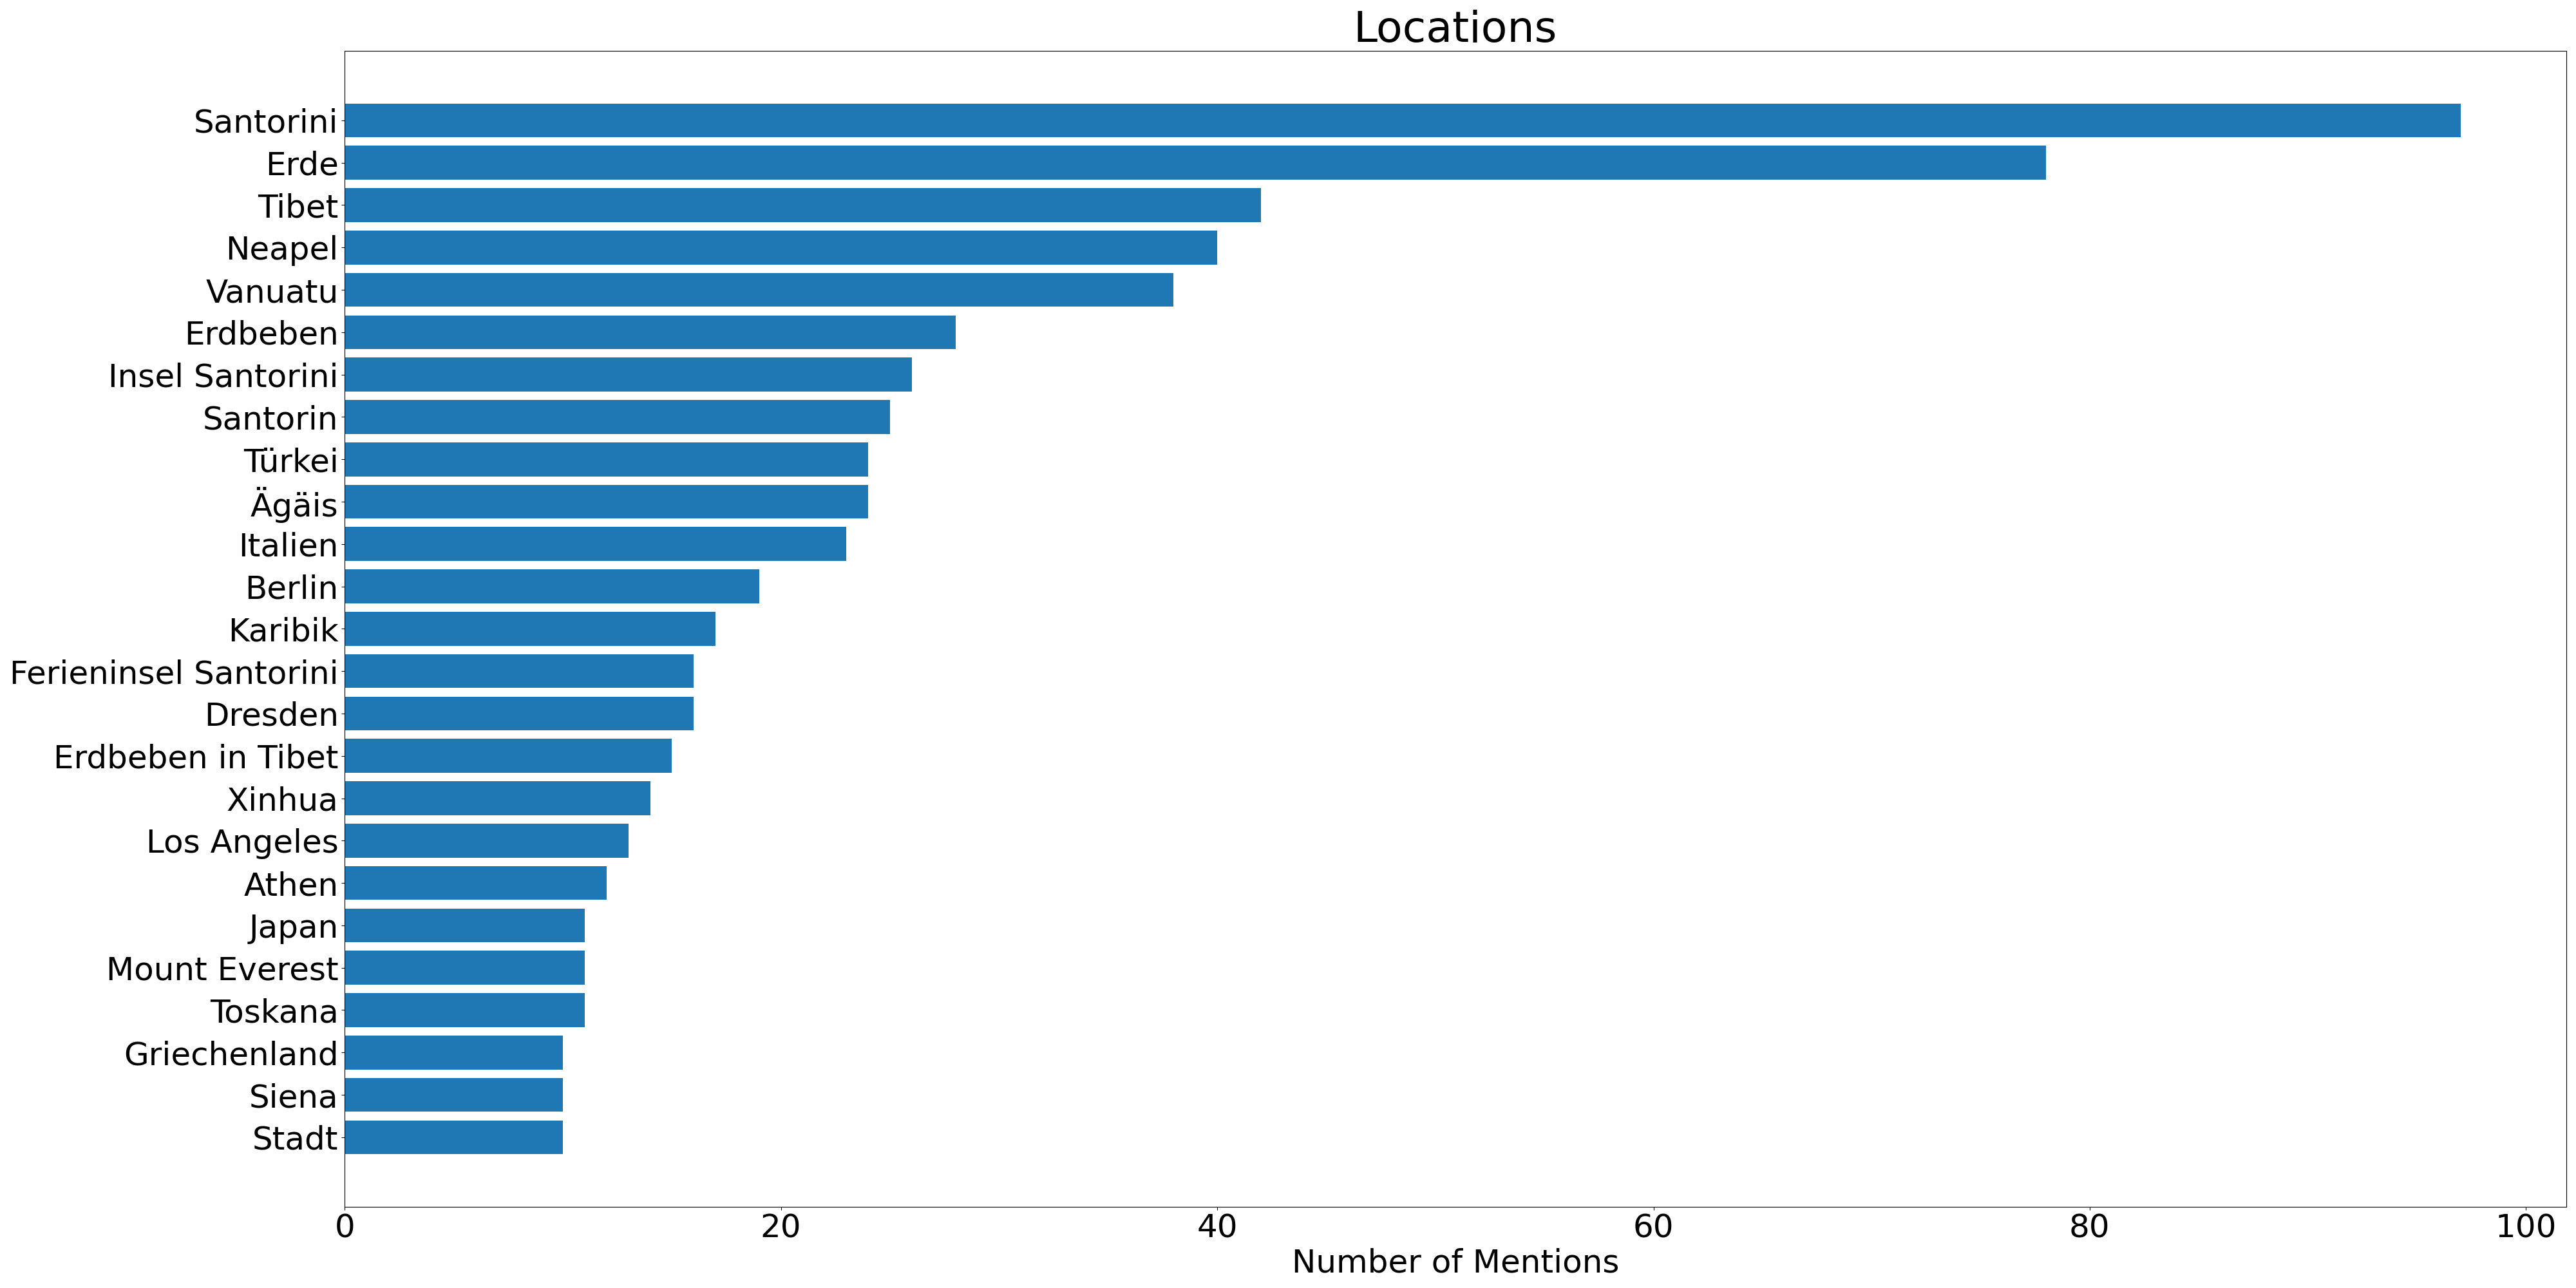 Locations
Santorini
Erde
Tibet
Neapel
Vanuatu
Erdbeben
Insel Santorini
Santorin
Türkei
Ägäis
Italien
Berlin
Karibik
Ferieninsel Santorini
Dresden
Erdbeben in Tibet
Xinhua
Los Angeles
Athen
Japan
Mount Everest
Toskana
Griechenland
Siena
Stadt
0 20 40 60 80 100
Number of Mentions